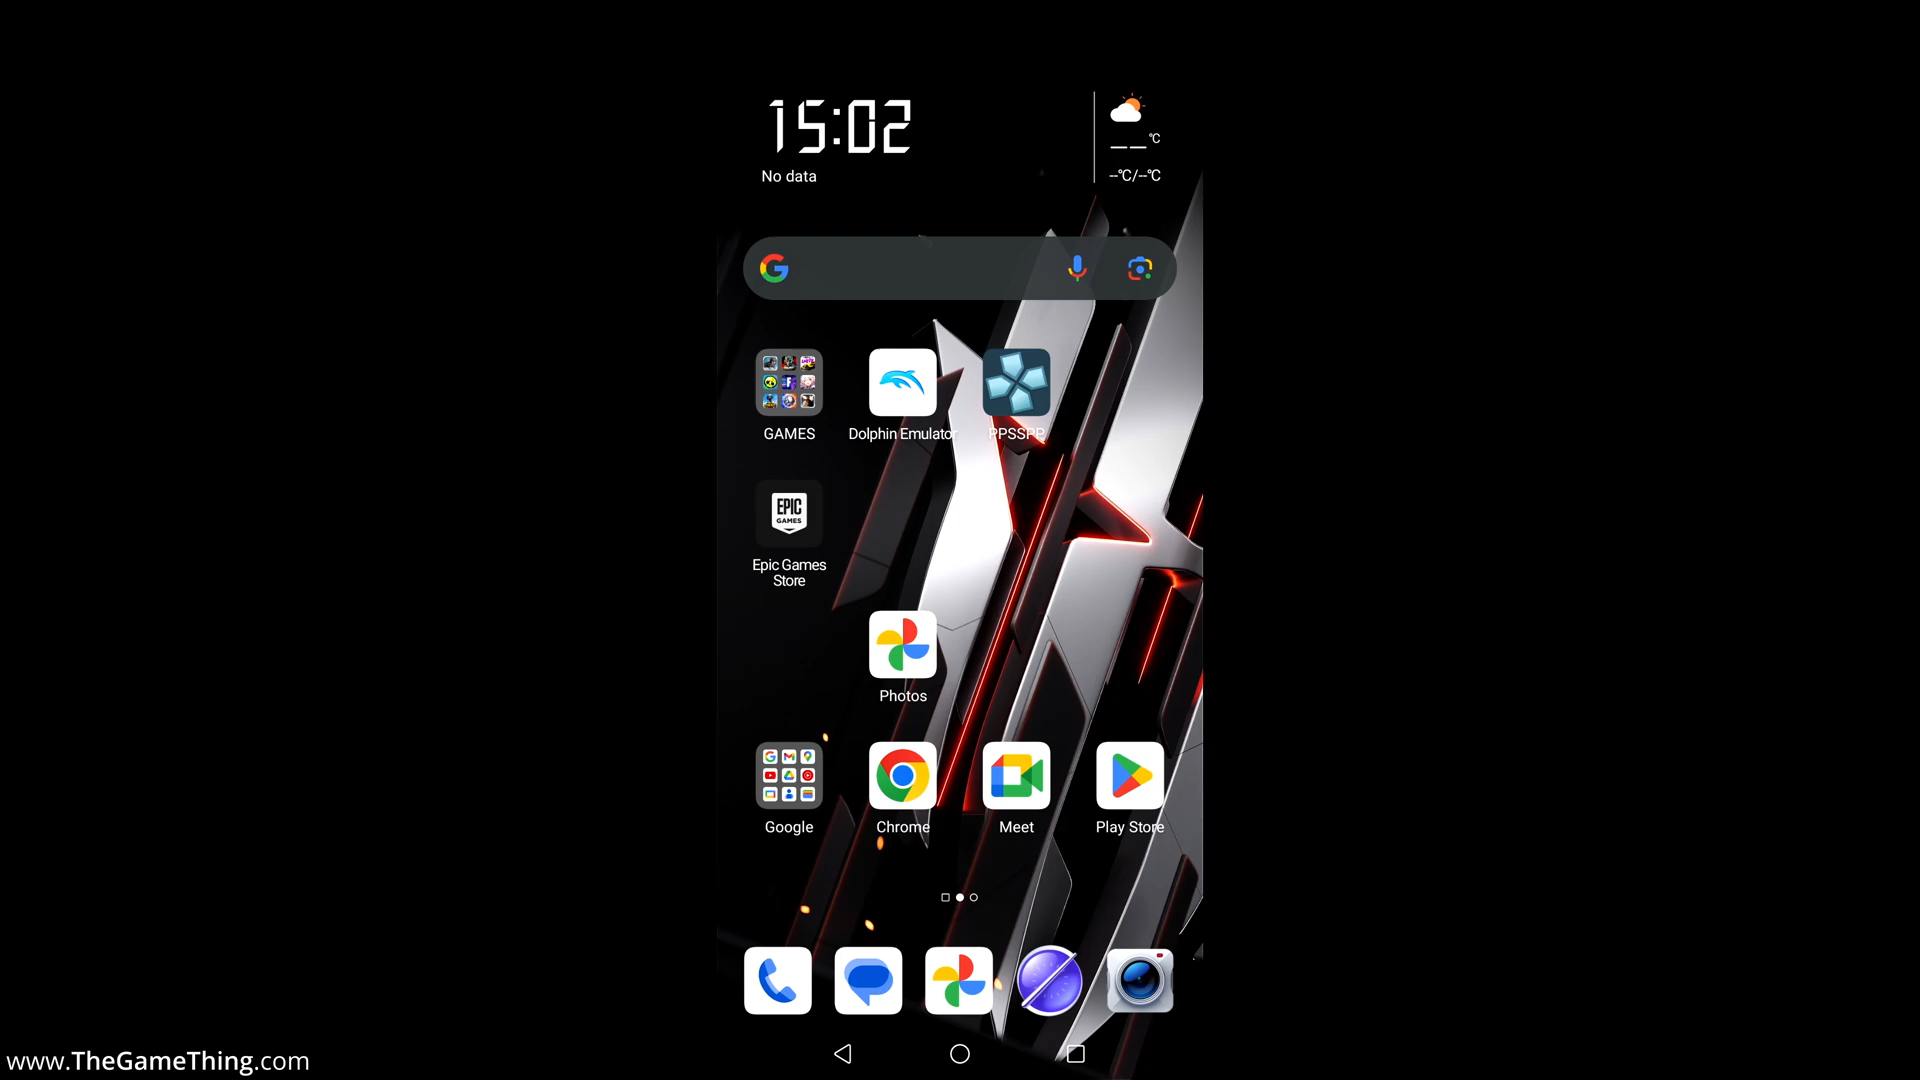 15:02
°C
No data
--°C/--°C
GAMES
Dolphin Emulator
PPSSPP
EPIC
GAMES
Epic Games
Store
Photos
Google
Chrome
Meet
Play Store
www.TheGameThing.com